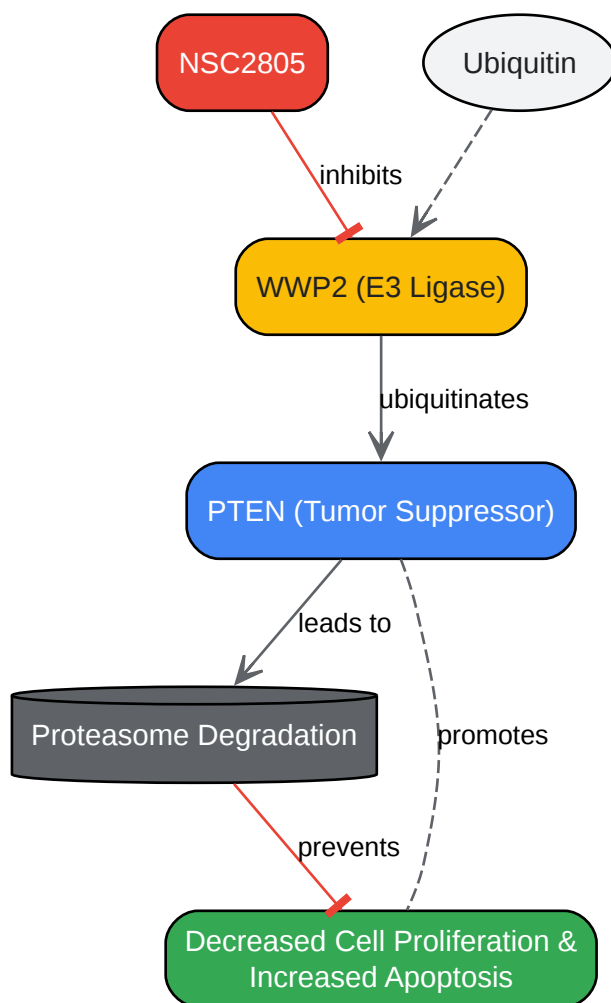 NSC2805
Ubiquitin
inhibits
WWP2 (E3 Ligase)
ubiquitinates
PTEN (Tumor Suppressor)
leads to
Proteasome Degradation
promotes
prevents
Decreased Cell Proliferation &
Increased Apoptosis